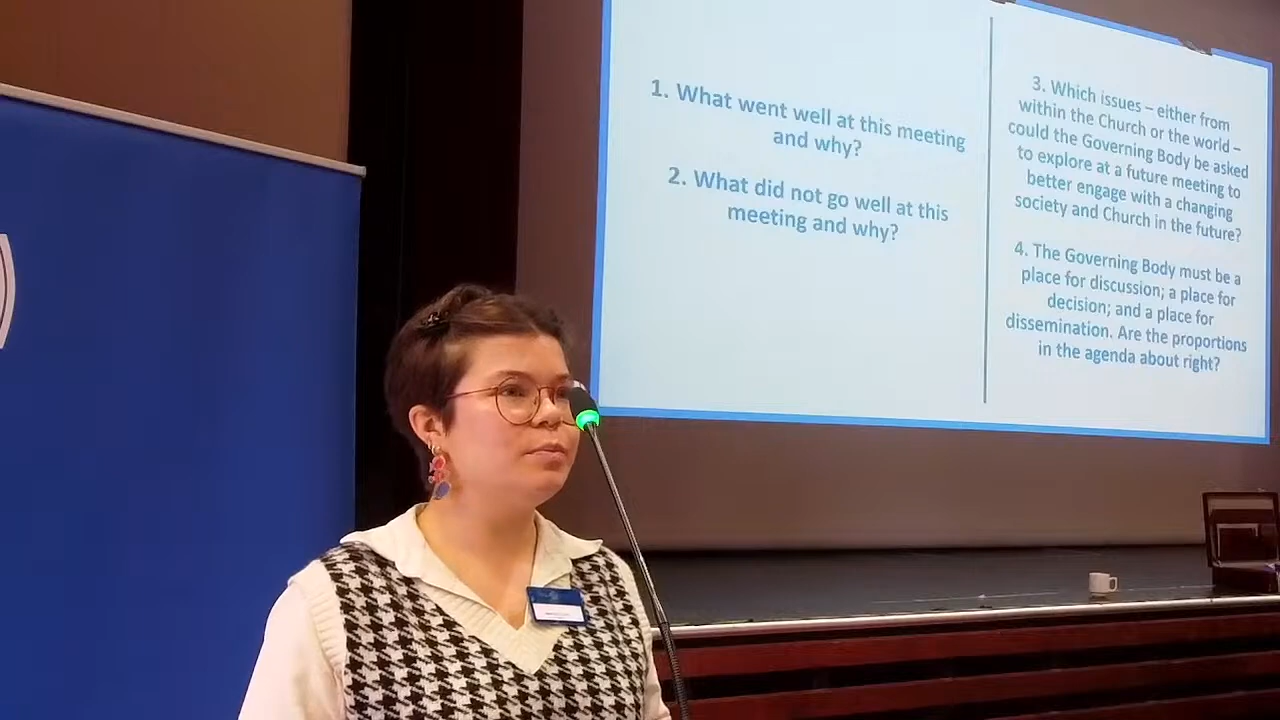 1. What went well at this meeting
and why?
2. What did not go well at this
meeting and why?
3. Which issues – either from
within the Church or the world –
could the Governing Body be asked
to explore at a future meeting to
better engage with a changing
society and Church in the future?
4. The Governing Body must be a
place for discussion; a place for
decision; and a place for
dissemination. Are the proportions
in the agenda about right?